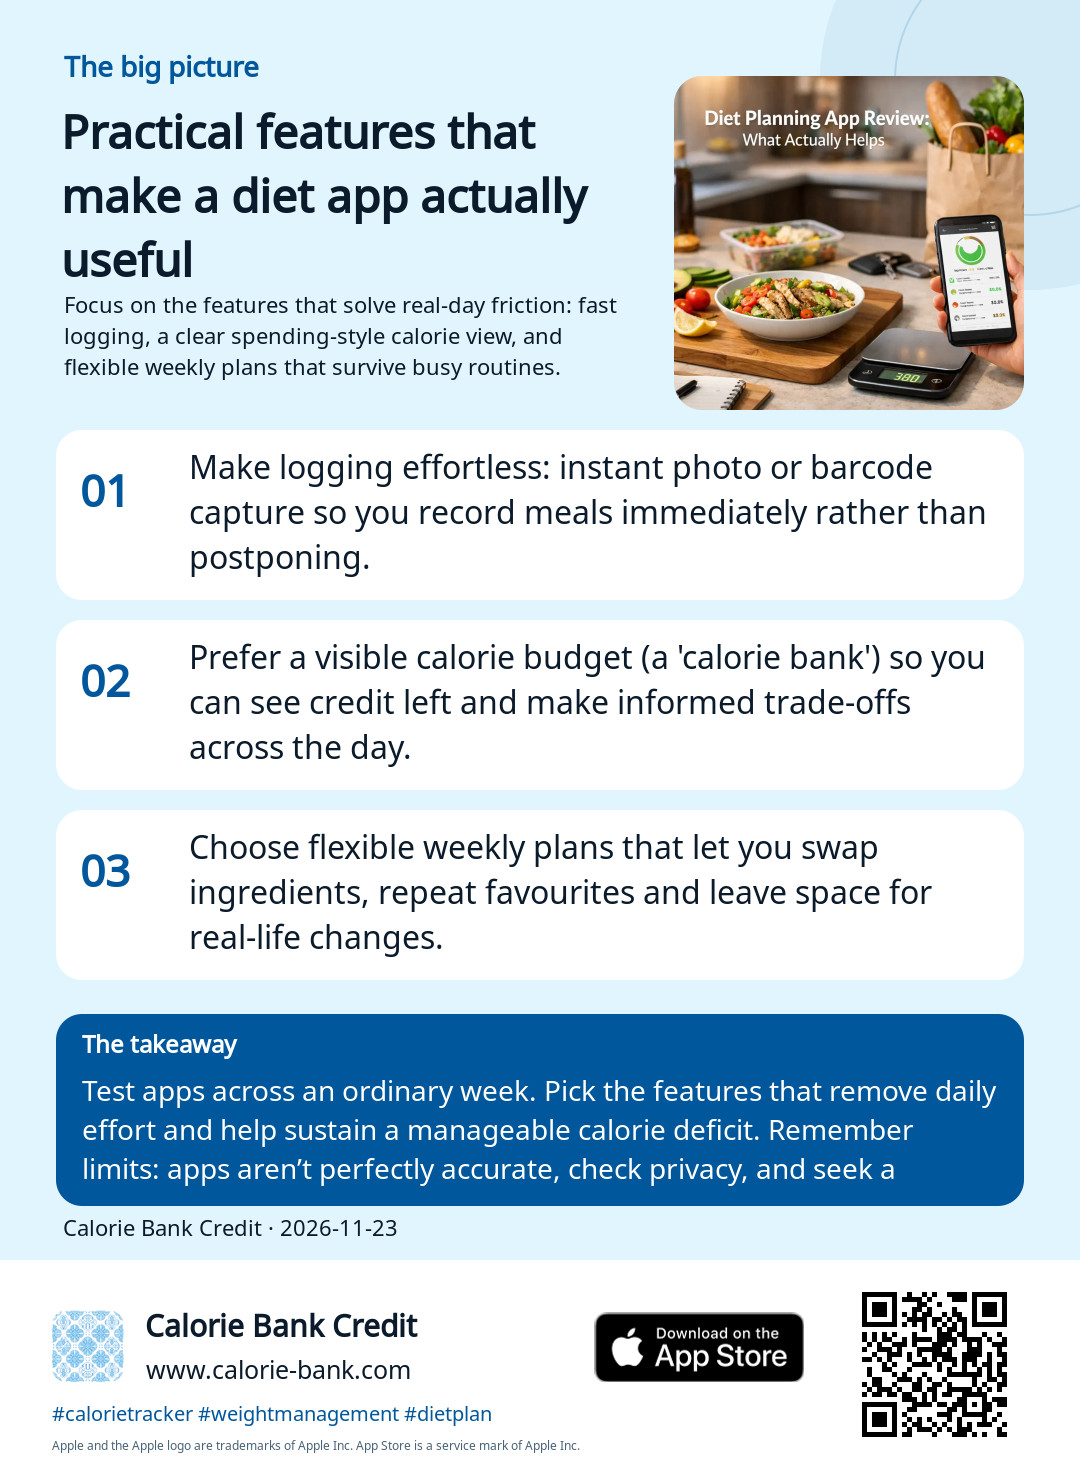 The big picture
Practical features that
make a diet app actually
useful
Focus on the features that solve real-day friction: fast
logging, a clear spending-style calorie view, and
flexible weekly plans that survive busy routines.
Diet Planning App Review:
What Actually Helps
380
01
Make logging effortless: instant photo or barcode
capture so you record meals immediately rather than
postponing.
02
Prefer a visible calorie budget (a 'calorie bank') so you
can see credit left and make informed trade-offs
across the day.
03
Choose flexible weekly plans that let you swap
ingredients, repeat favourites and leave space for
real-life changes.
The takeaway
Test apps across an ordinary week. Pick the features that remove daily
effort and help sustain a manageable calorie deficit. Remember
limits: apps aren’t perfectly accurate, check privacy, and seek a
Calorie Bank Credit · 2026-11-23
Calorie Bank Credit
www.calorie-bank.com
Download on the
App Store
#calorietracker #weightmanagement #dietplan
Apple and the Apple logo are trademarks of Apple Inc. App Store is a service mark of Apple Inc.